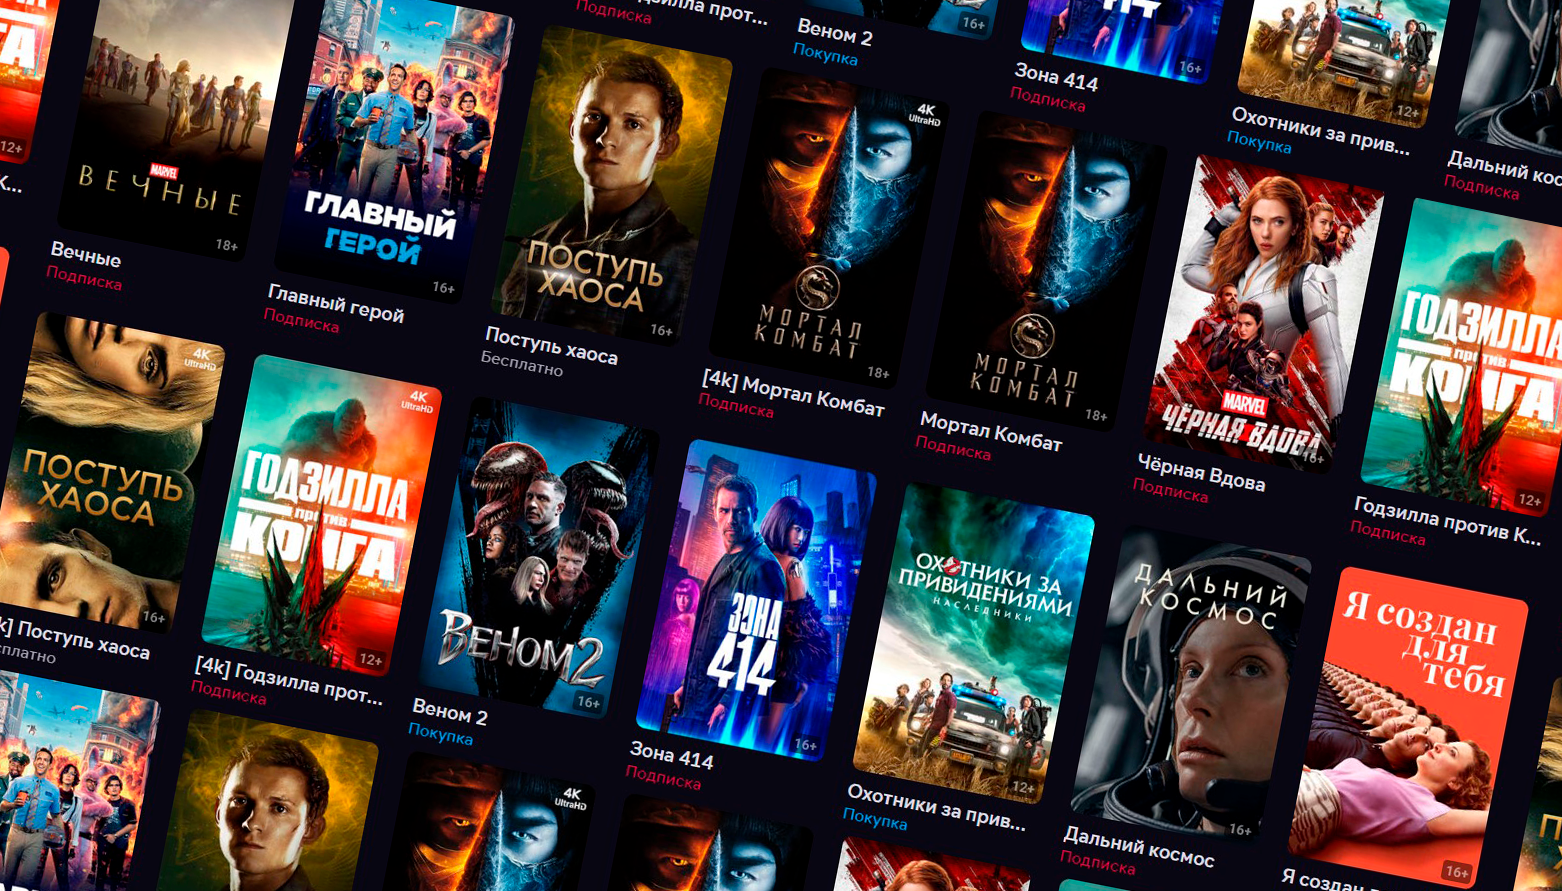 Подписка
Веном 2
Покупка
16+
Зона 414
Подписка
16+
12+
Охотники за прив...
Покупка
Дальний кос
Подписка
12+
К...
MARVEL
ВЕЧНЫЕ
18+
Вечные
Подписка
ГЛАВНЫЙ
ГЕРОЙ
16+
Главный герой
Подписка
ПОСТУПЬ
ХАОСА
16+
Поступь хаоса
Бесплатно
4K
UltraHD
МОРТАЛ
КОМБАТ
18+
[4k] Мортал Комбат
Подписка
МОРТАЛ
КОМБАТ
18+
Мортал Комбат
Подписка
MARVEL
ЧЁРНАЯ ВДОВА
16+
Чёрная Вдова
Подписка
ГОДЗИЛЛА
против
КОНГА
12+
Годзилла против К...
Подписка
4K
UltraHD
ПОСТУПЬ
ХАОСА
16+
k] Поступь хаоса
сплатно
4K
UltraHD
ГОДЗИЛЛА
против
КОНГА
12+
[4k] Годзилла прот...
Подписка
ВЕНОМ 2
16+
Веном 2
Покупка
ЗОНА
414
16+
Зона 414
Подписка
ОХОТНИКИ ЗА
ПРИВИДЕНИЯМИ
НАСЛЕДНИКИ
12+
Охотники за прив...
Покупка
ДАЛЬНИЙ
КОСМОС
16+
Дальний космос
Подписка
Я создан
для
тебя
16+
Я создан
4K
UltraHD